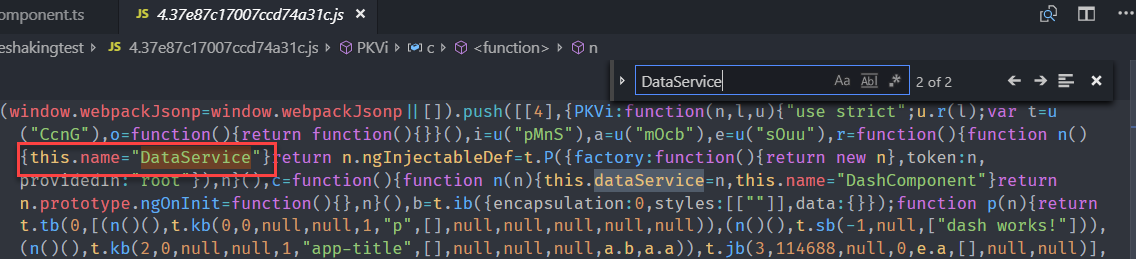 omponent.ts
JS 4.37e87c17007ccd74a31c.js ×
eshakingtest > JS 4.37e87c17007ccd74a31c.js > PKVi > c > <function> > n
DataService Aa Abl .* 2 of 2
(window.webpackJsonp=window.webpackJsonp||[]).push([[4],{PKVi:function(n,l,u){"use strict";u.r(l);var t=u
("CcnG"),o=function(){return function(){}}(),i=u("pMnS"),a=u("mOcb"),e=u("sOuu"),r=function(){function n()
{this.name="DataService"}return n.ngInjectableDef=t.P({factory:function(){return new n},token:n,
providedIn:"root"}),n}(),c=function(){function n(n){this.dataService=n,this.name="DashComponent"}return
n.prototype.ngOnInit=function(){},n}(),b=t.ib({encapsulation:0,styles:[[""]],data:{}});function p(n){return
t.tb(0,[(n()(),t.kb(0,0,null,null,1,"p",[],null,null,null,null,null)),(n()(),t.sb(-1,null,["dash works!"])),
(n()(),t.kb(2,0,null,null,1,"app-title",[],null,null,null,a.b,a.a)),t.jb(3,114688,null,0,e.a,[],null,null)],